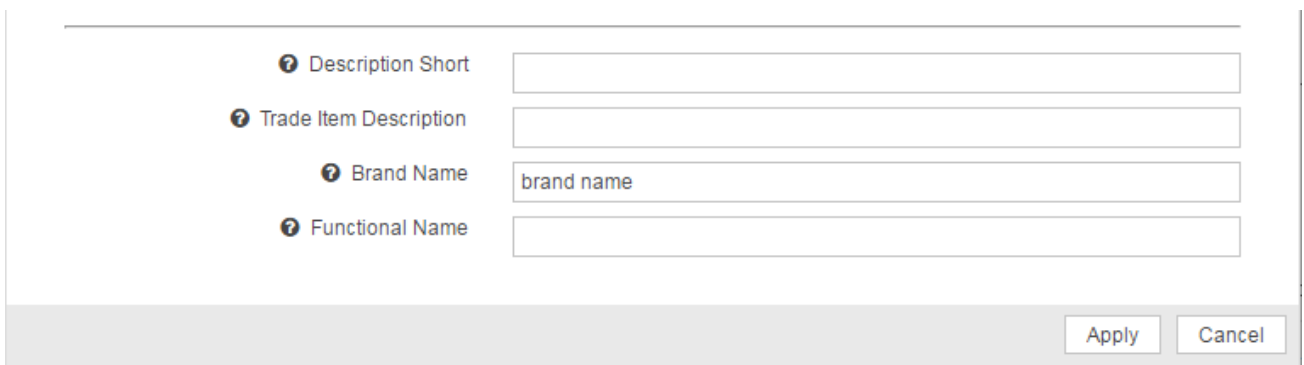 Description Short
Trade Item Description
Brand Name brand name
Functional Name
Apply Cancel